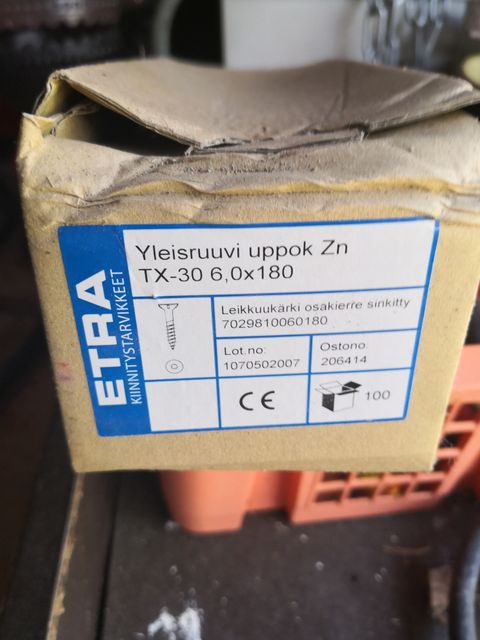 ETRA
KIINNITYSTARVIKKEET
Yleisruuvi uppok Zn
TX-30 6,0x180
Leikkuukärki osakierre sinkitty
7029810060180
Lot.no:
1070502007
Ostono.
206414
CE
100